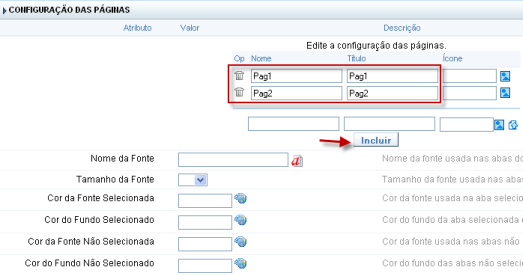 CONFIGURAÇÃO DAS PÁGINAS
Atributo Valor Descrição
Edite a configuração das páginas.
Op Nome Título Ícone
Pag1 Pag1
Pag2 Pag2
Incluir
Nome da Fonte Nome da fonte usada nas abas do
Tamanho da Fonte Tamanho da fonte usada nas abas
Cor da Fonte Selecionada Cor da fonte usada na aba selecio
Cor do Fundo Selecionado Cor do fundo da aba selecionada
Cor da Fonte Não Selecionada Cor da fonte usada nas abas não
Cor do Fundo Não Selecionado Cor do fundo das abas não seleci